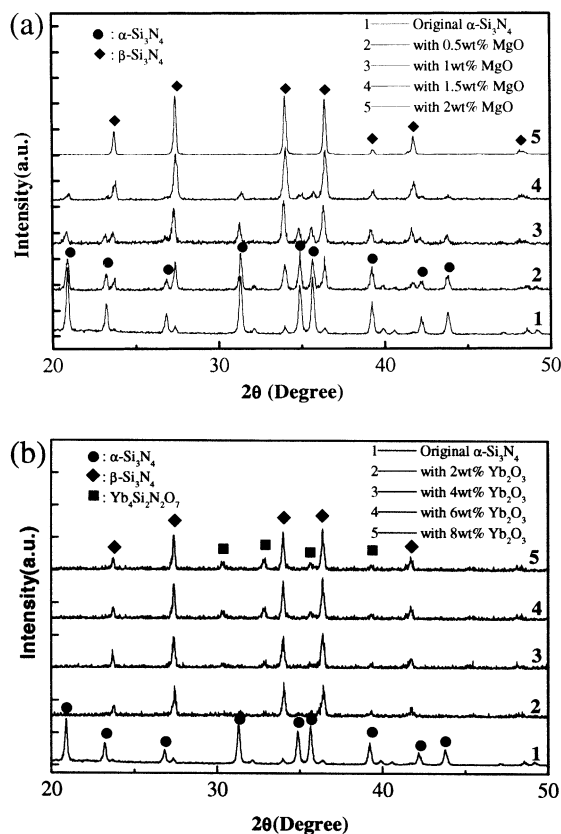 (a)
● : α-Si₃N₄
◆ : β-Si₃N₄
1 — Original α-Si₃N₄
2 — with 0.5wt% MgO
3 — with 1wt% MgO
4 — with 1.5wt% MgO
5 — with 2wt% MgO
Intensity(a.u.)
5
4
3
2
1
20 30 40 50
2θ (Degree)
(b)
● : α-Si₃N₄
◆ : β-Si₃N₄
■ : Yb₄Si₂N₂O₇
1 — Original α-Si₃N₄
2 — with 2wt% Yb₂O₃
3 — with 4wt% Yb₂O₃
4 — with 6wt% Yb₂O₃
5 — with 8wt% Yb₂O₃
Intensity(a.u.)
5
4
3
2
1
20 30 40 50
2θ(Degree)